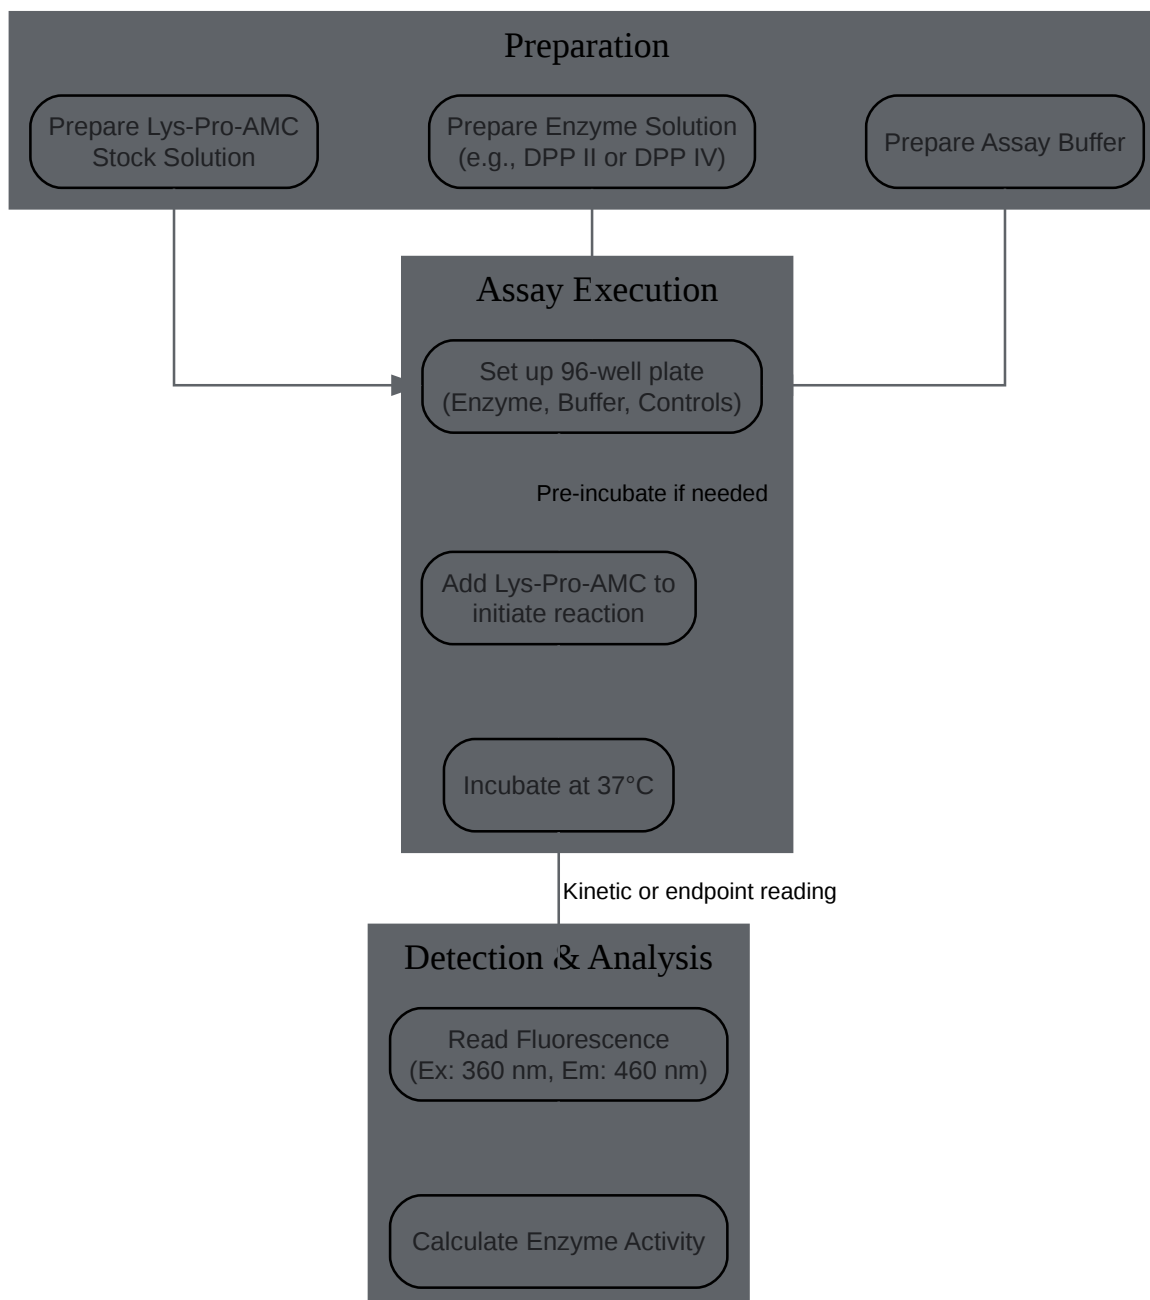 Preparation
Prepare Lys-Pro-AMC
Stock Solution
Prepare Enzyme Solution
(e.g., DPP II or DPP IV)
Prepare Assay Buffer
Assay Execution
Set up 96-well plate
(Enzyme, Buffer, Controls)
Pre-incubate if needed
Add Lys-Pro-AMC to
initiate reaction
Incubate at 37°C
Kinetic or endpoint reading
Detection & Analysis
Read Fluorescence
(Ex: 360 nm, Em: 460 nm)
Calculate Enzyme Activity